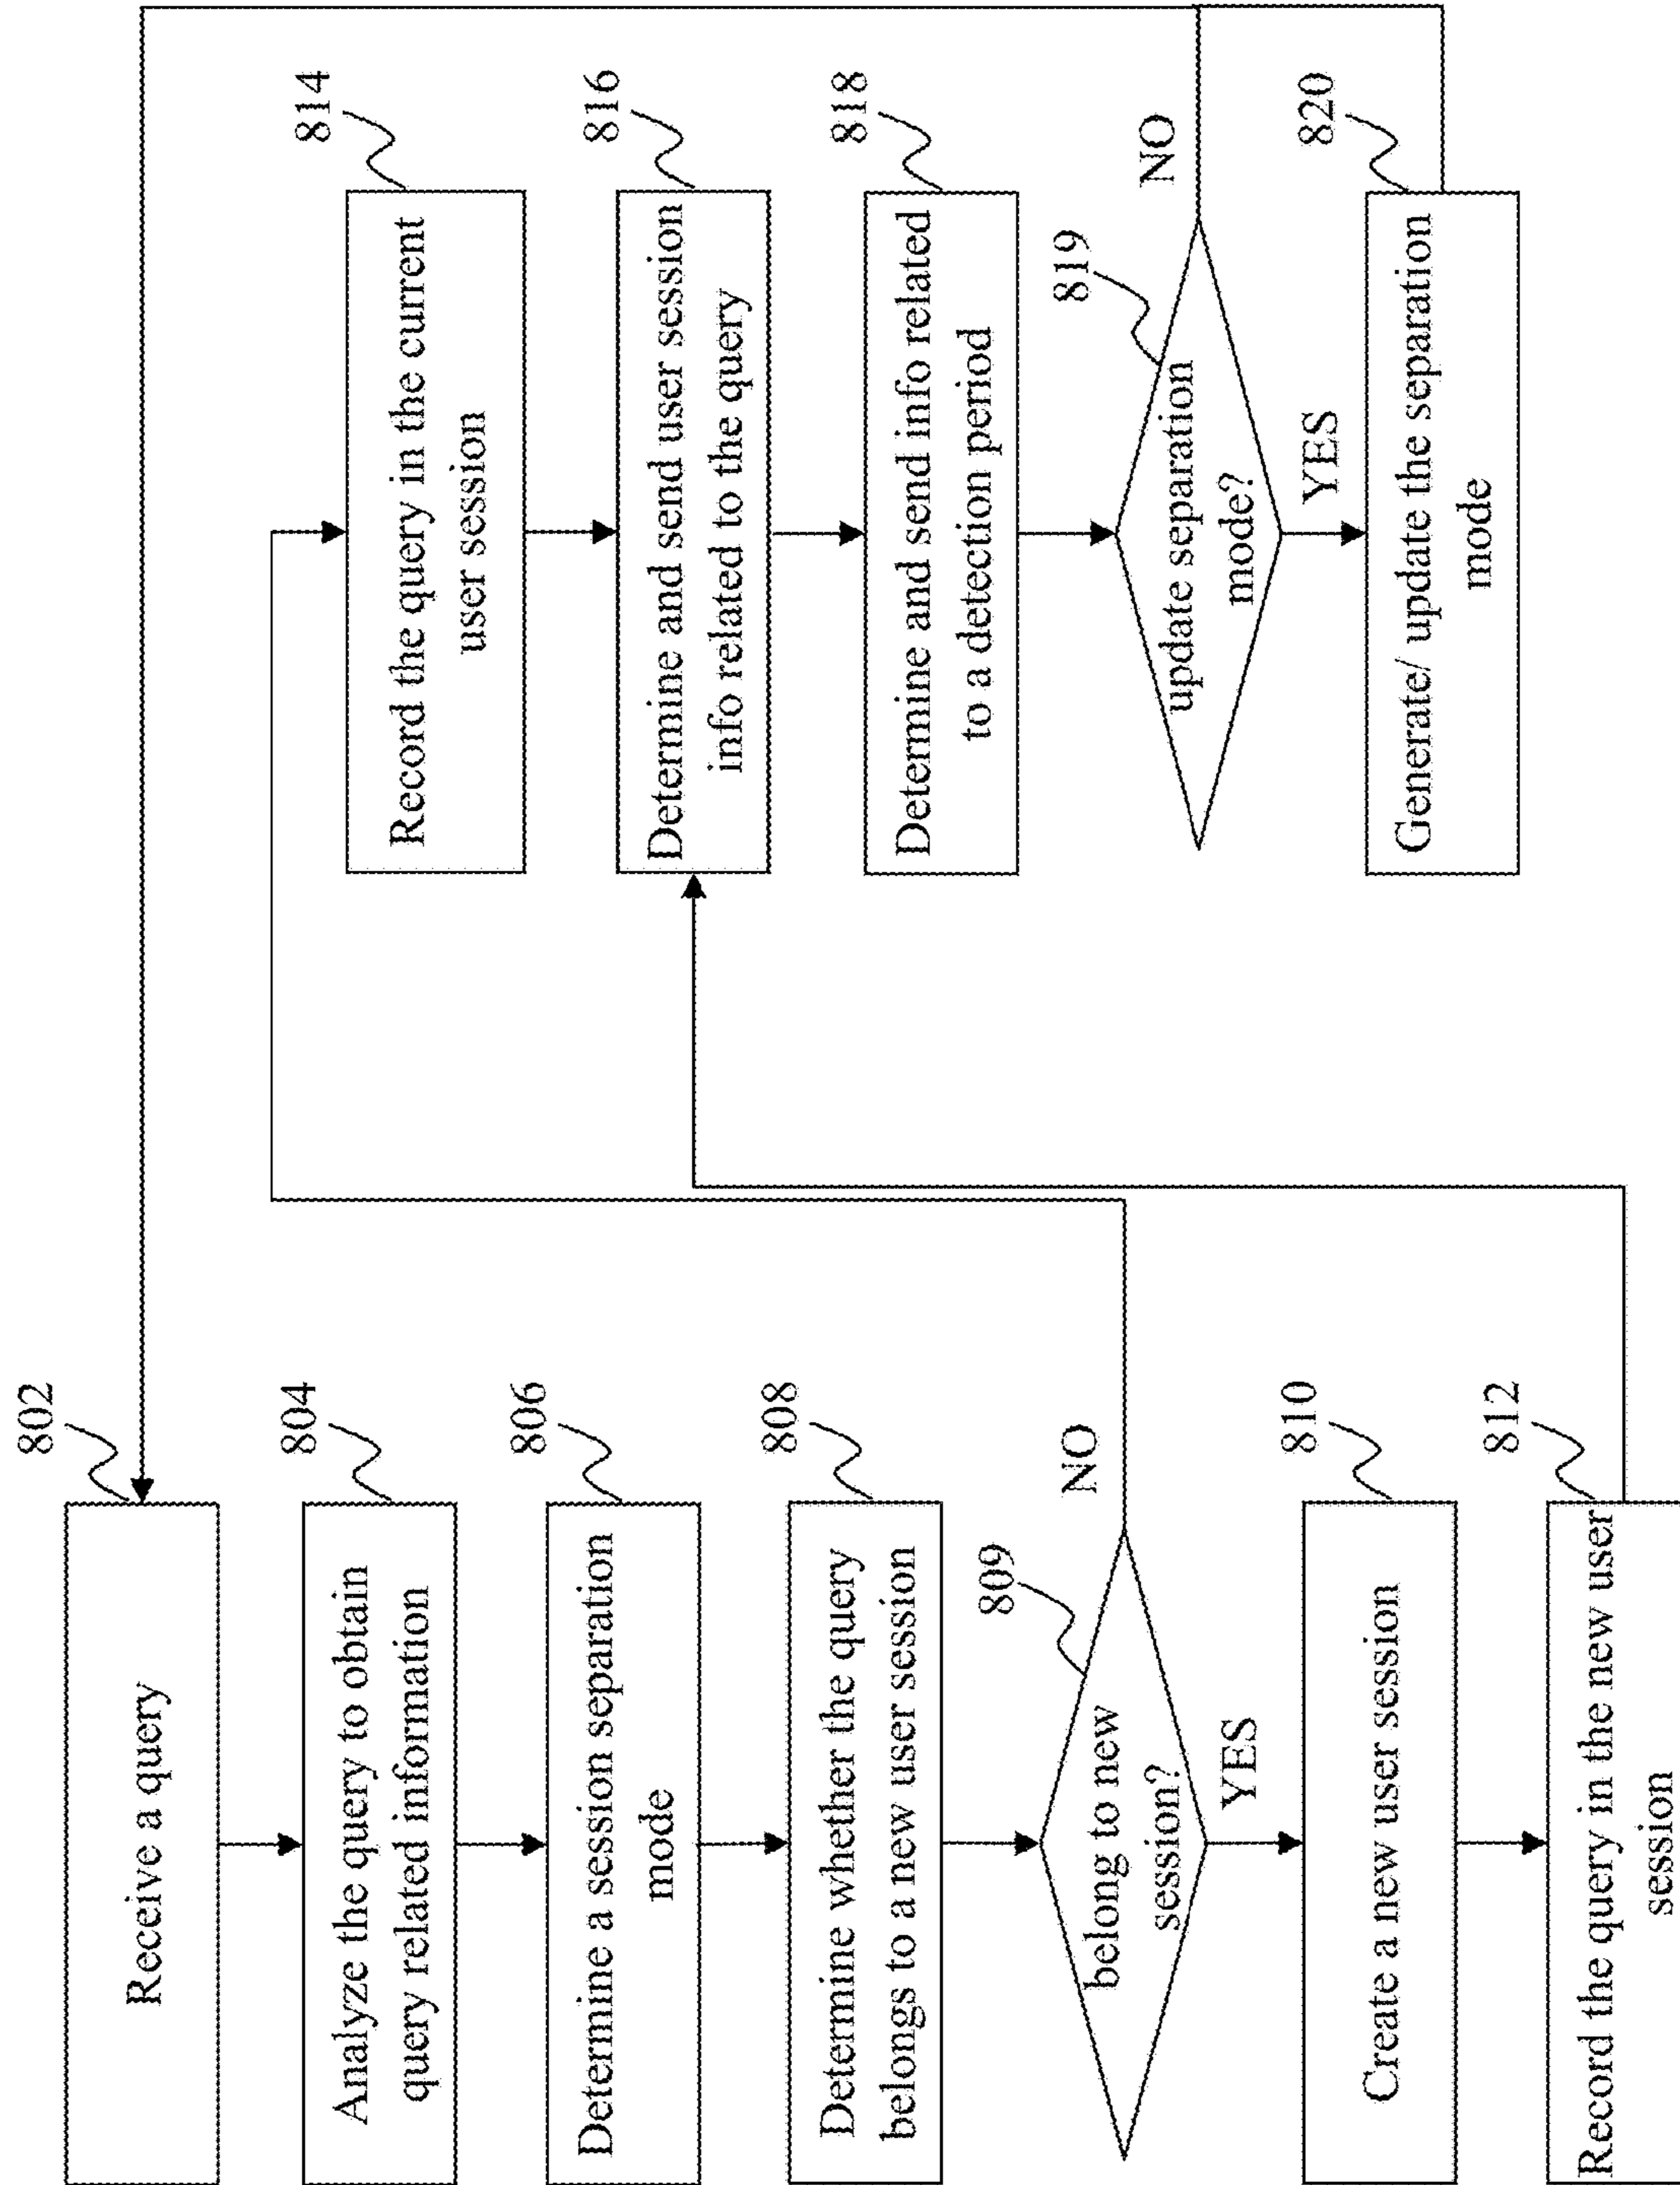 802
Receive a query
804
Analyze the query to obtain
query related information
806
Determine a session separation
mode
808
Determine whether the query
belongs to a new user session
809
belong to new
session?
NO
YES
810
Create a new user session
812
Record the query in the new user
session
814
Record the query in the current
user session
816
Determine and send user session
info related to the query
818
Determine and send info related
to a detection period
819
update separation
mode?
NO
YES
820
Generate/ update the separation
mode